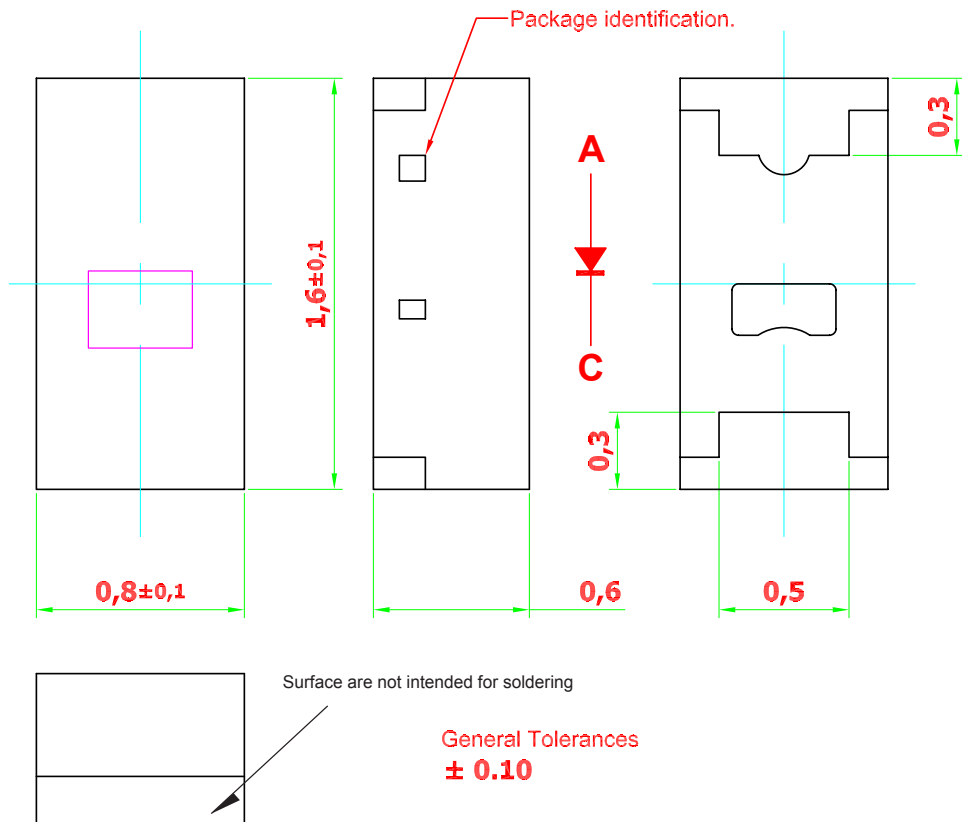 Package identification.
0,3
A
1,6±0,1
C
0,3
0,8±0,1
0,6
0,5
Surface are not intended for soldering
General Tolerances
± 0.10